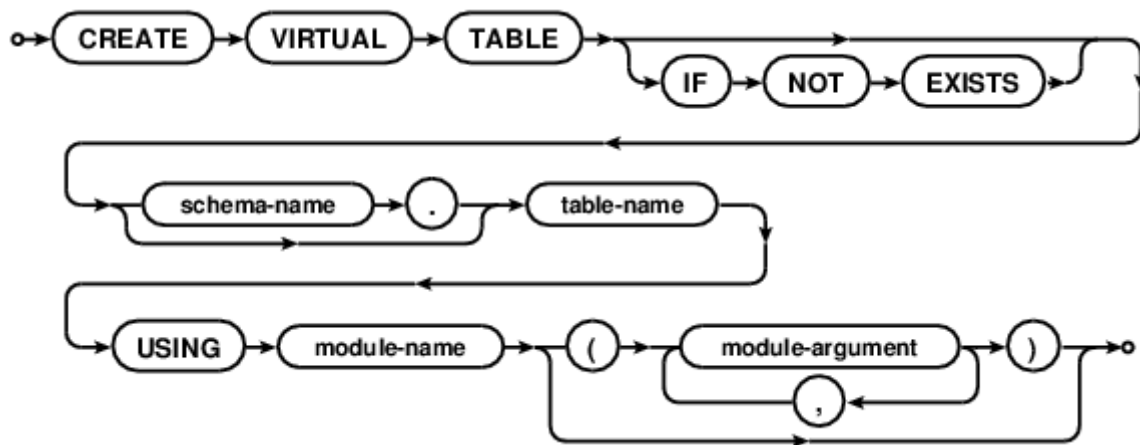 CREATE VIRTUAL TABLE
IF NOT EXISTS
schema-name . table-name
USING module-name ( module-argument )
,